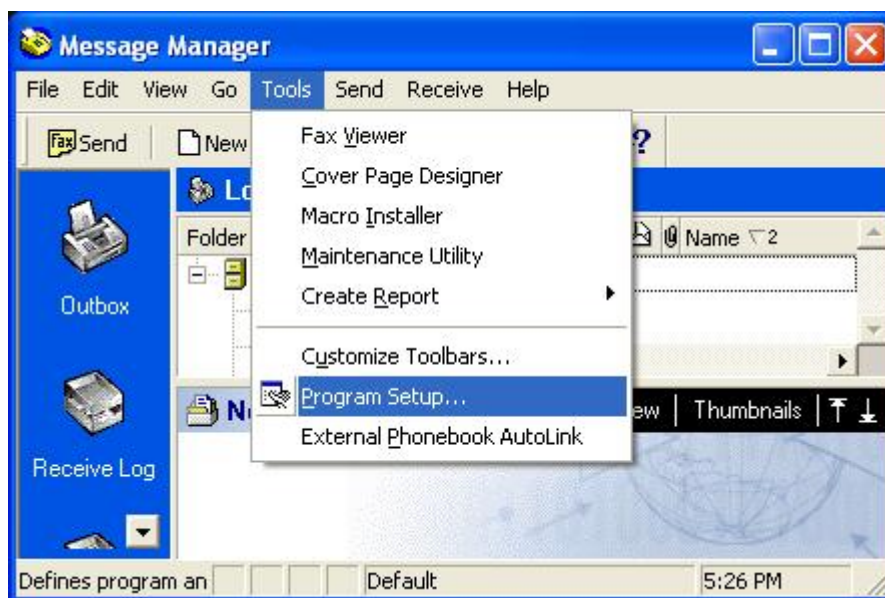 Message Manager
File Edit View Go Tools Send Receive Help
Fax Send New ?
Fax Viewer
Cover Page Designer
Macro Installer
Maintenance Utility
Create Report
Customize Toolbars...
Program Setup...
External Phonebook AutoLink
Folder Name 2
Outbox
Receive Log
Thumbnails
Defines program an Default 5:26 PM